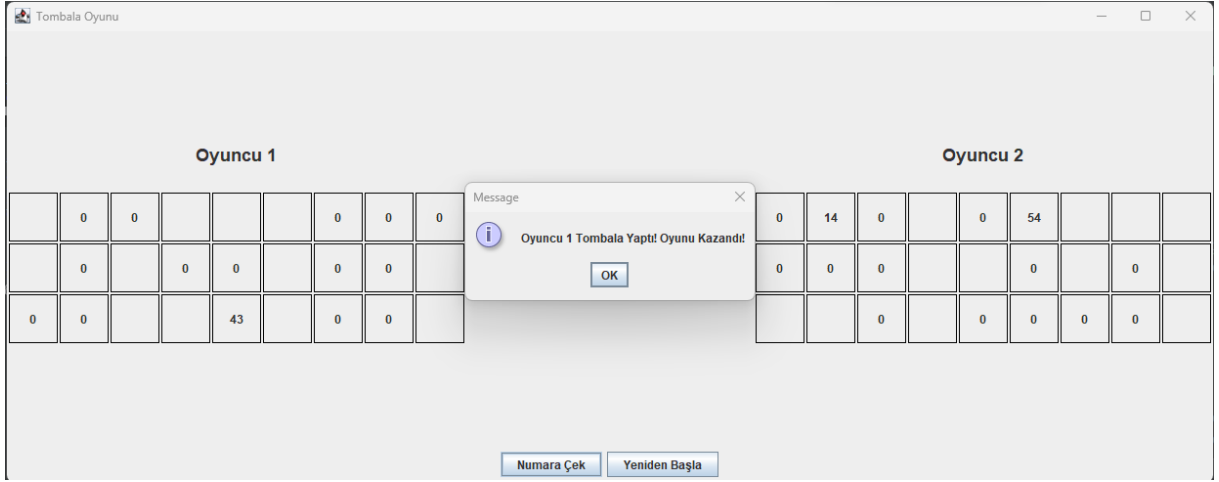 Tombala Oyunu
Oyuncu 1
Oyuncu 2
Message
Oyuncu 1 Tombala Yaptı! Oyunu Kazandı!
OK
0 0 0 0 0
0 14 0 0 54
0 0 0 0 0
0 0 0 0 0
0 0 43 0 0
0 0 0 0 0
Numara Çek
Yeniden Başla